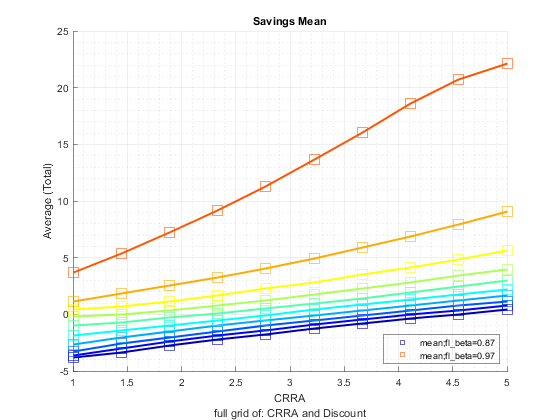 Savings Mean
25
20
15
10
5
0
-5
Average (Total)
1 1.5 2 2.5 3 3.5 4 4.5 5
CRRA
full grid of: CRRA and Discount
mean;fl_beta=0.87
mean;fl_beta=0.97